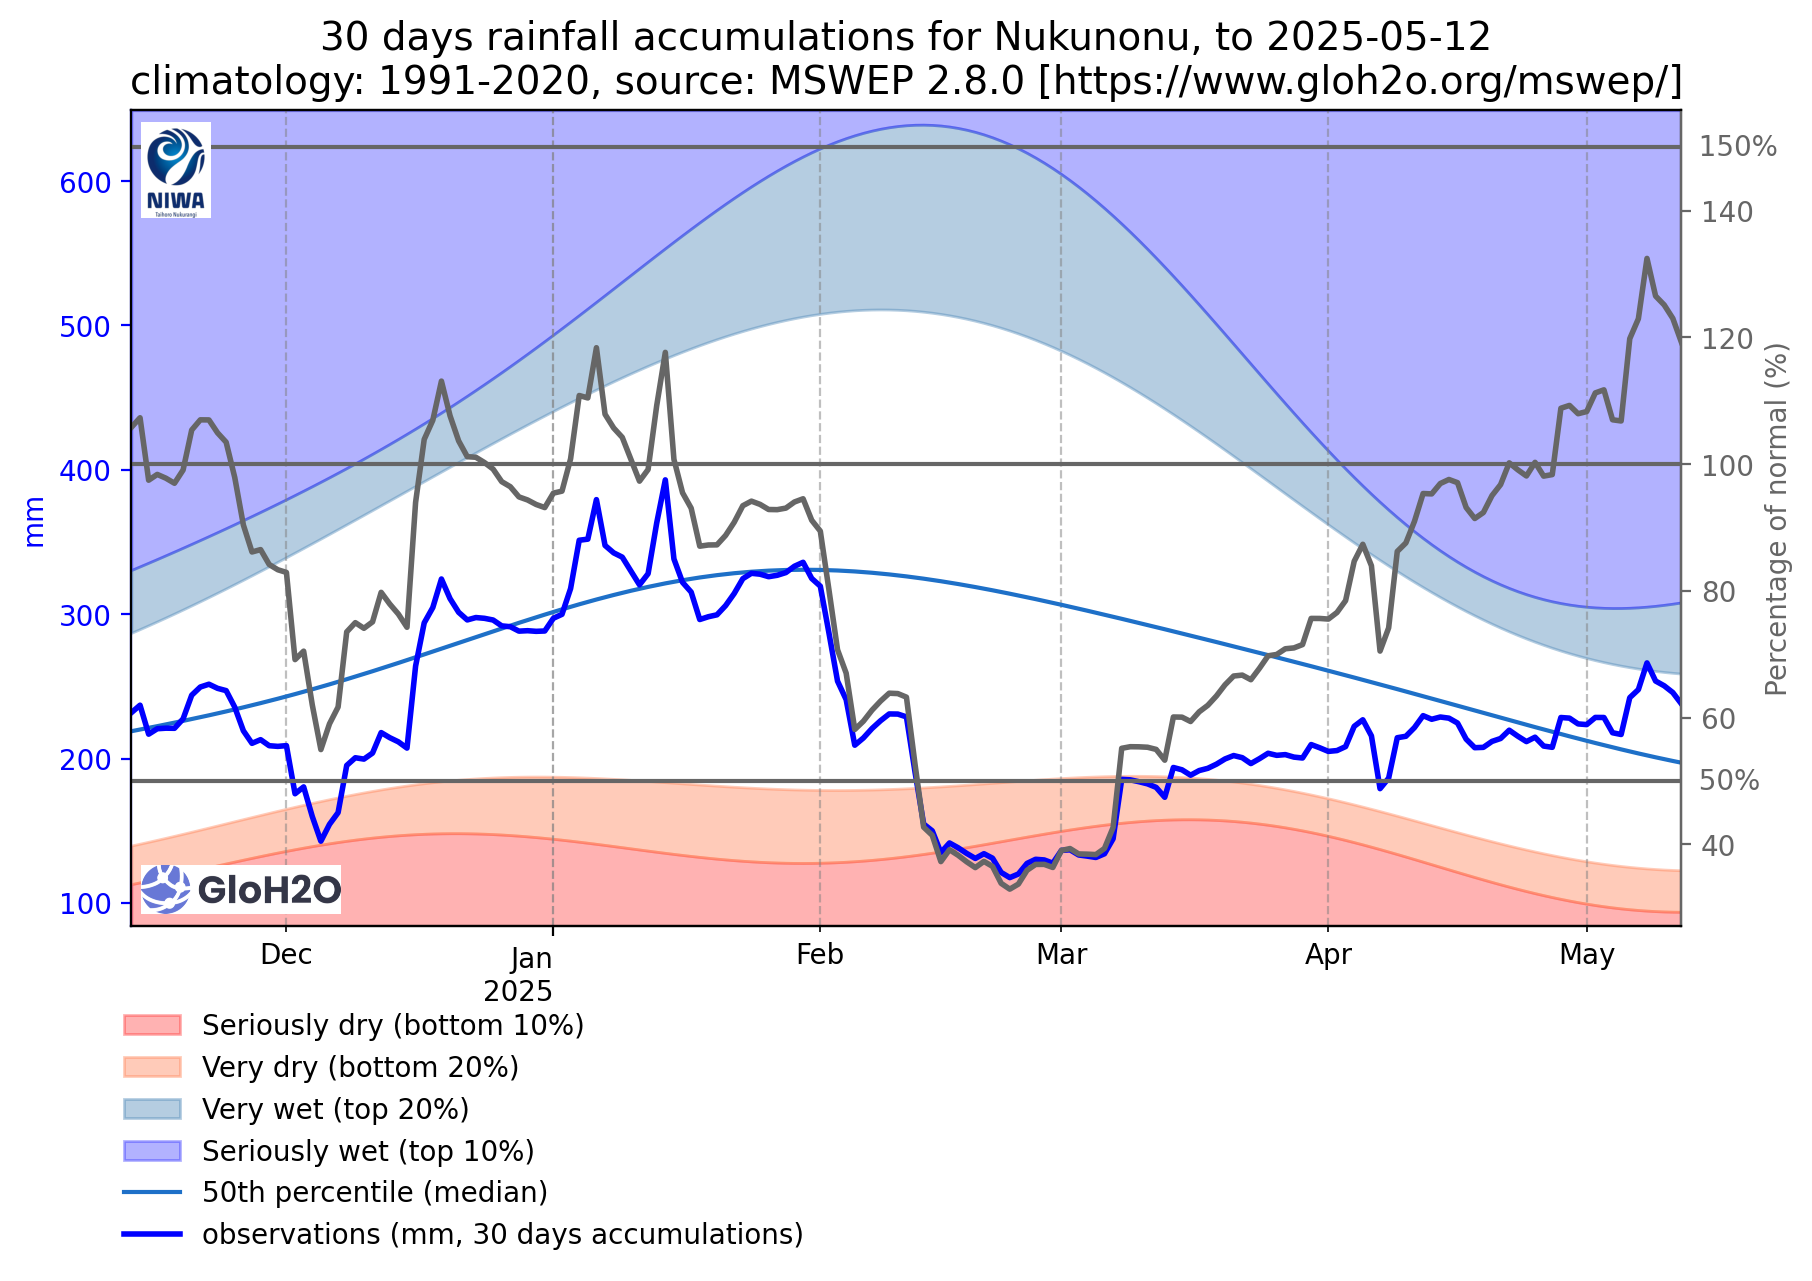 30 days rainfall accumulations for Nukunonu, to 2025-05-12
climatology: 1991-2020, source: MSWEP 2.8.0 [https://www.gloh2o.org/mswep/]
NIWA
Taihoro Nukurangi
600
500
400
300
200
100
mm
150%
140
120
100
80
60
50%
40
Percentage of normal (%)
GloH2O
Dec
Jan
2025
Feb
Mar
Apr
May
Seriously dry (bottom 10%)
Very dry (bottom 20%)
Very wet (top 20%)
Seriously wet (top 10%)
50th percentile (median)
observations (mm, 30 days accumulations)